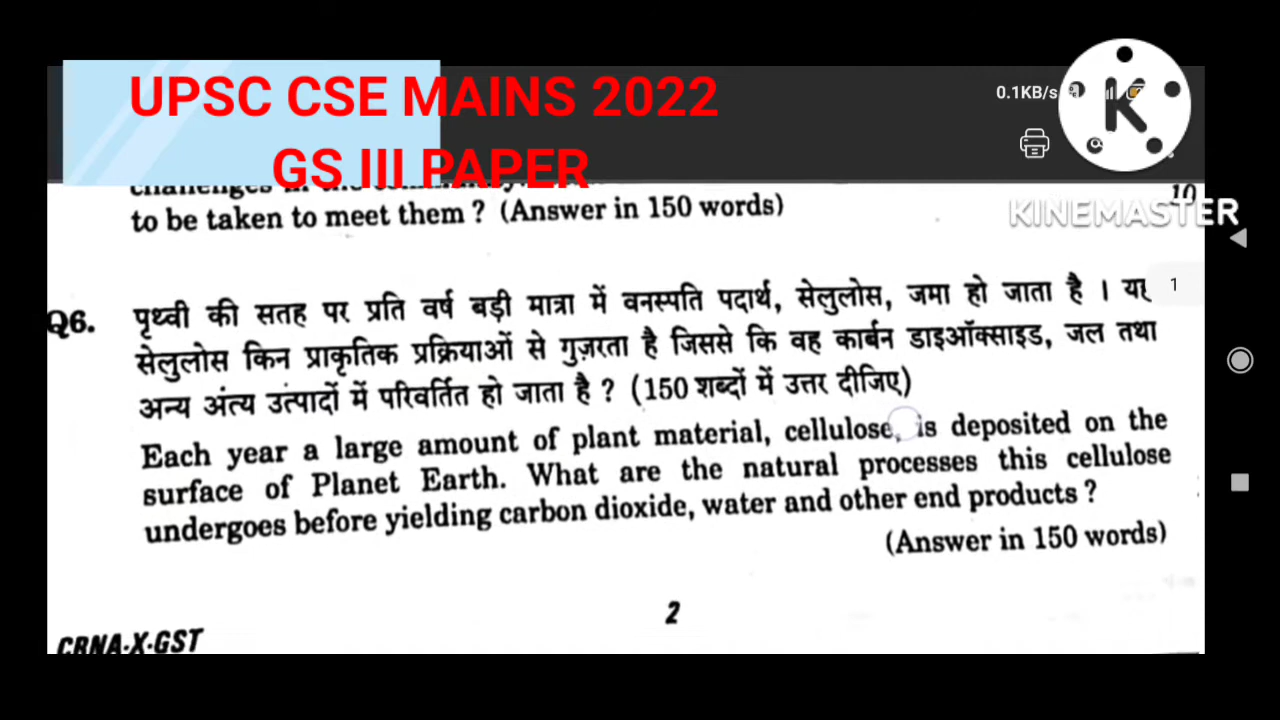 UPSC CSE MAINS 2022
GS III PAPER
0.1KB/s
K
KINEMASTER
10
challenges in the
to be taken to meet them ? (Answer in 150 words)
1
Q6. पृथ्वी की सतह पर प्रति वर्ष बड़ी मात्रा में वनस्पति पदार्थ, सेलुलोस, जमा हो जाता है । यह
सेलुलोस किन प्राकृतिक प्रक्रियाओं से गुज़रता है जिससे कि वह कार्बन डाइऑक्साइड, जल तथा
अन्य अंत्य उत्पादों में परिवर्तित हो जाता है ? (150 शब्दों में उत्तर दीजिए)
Each year a large amount of plant material, cellulose, is deposited on the
surface of Planet Earth. What are the natural processes this cellulose
undergoes before yielding carbon dioxide, water and other end products ?
(Answer in 150 words)
2
CRNA-X-GST